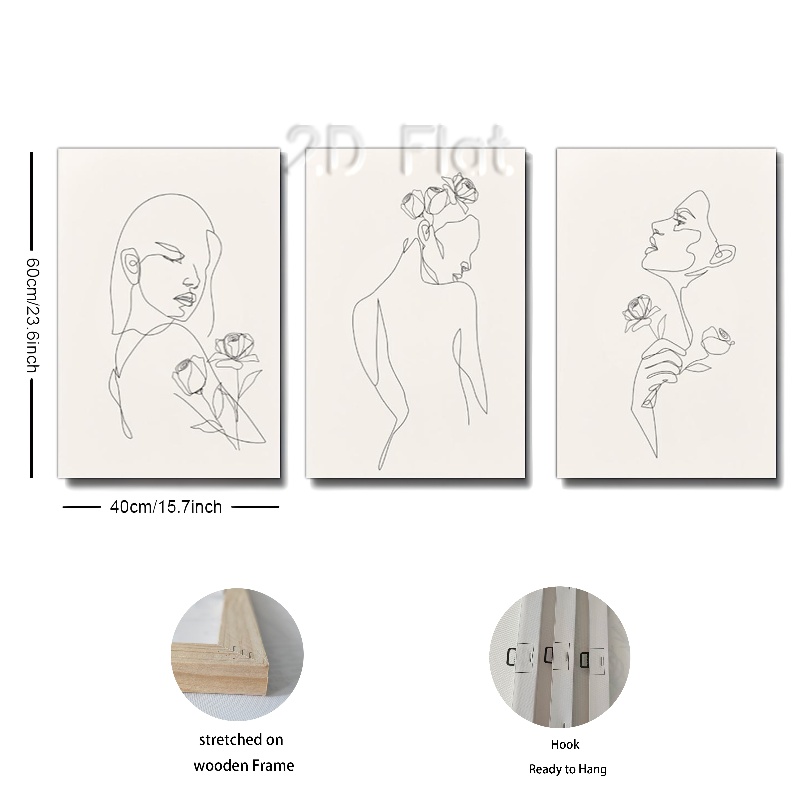 2D Flat
60cm/23.6inch
40cm/15.7inch
stretched on
wooden Frame
Hook
Ready to Hang